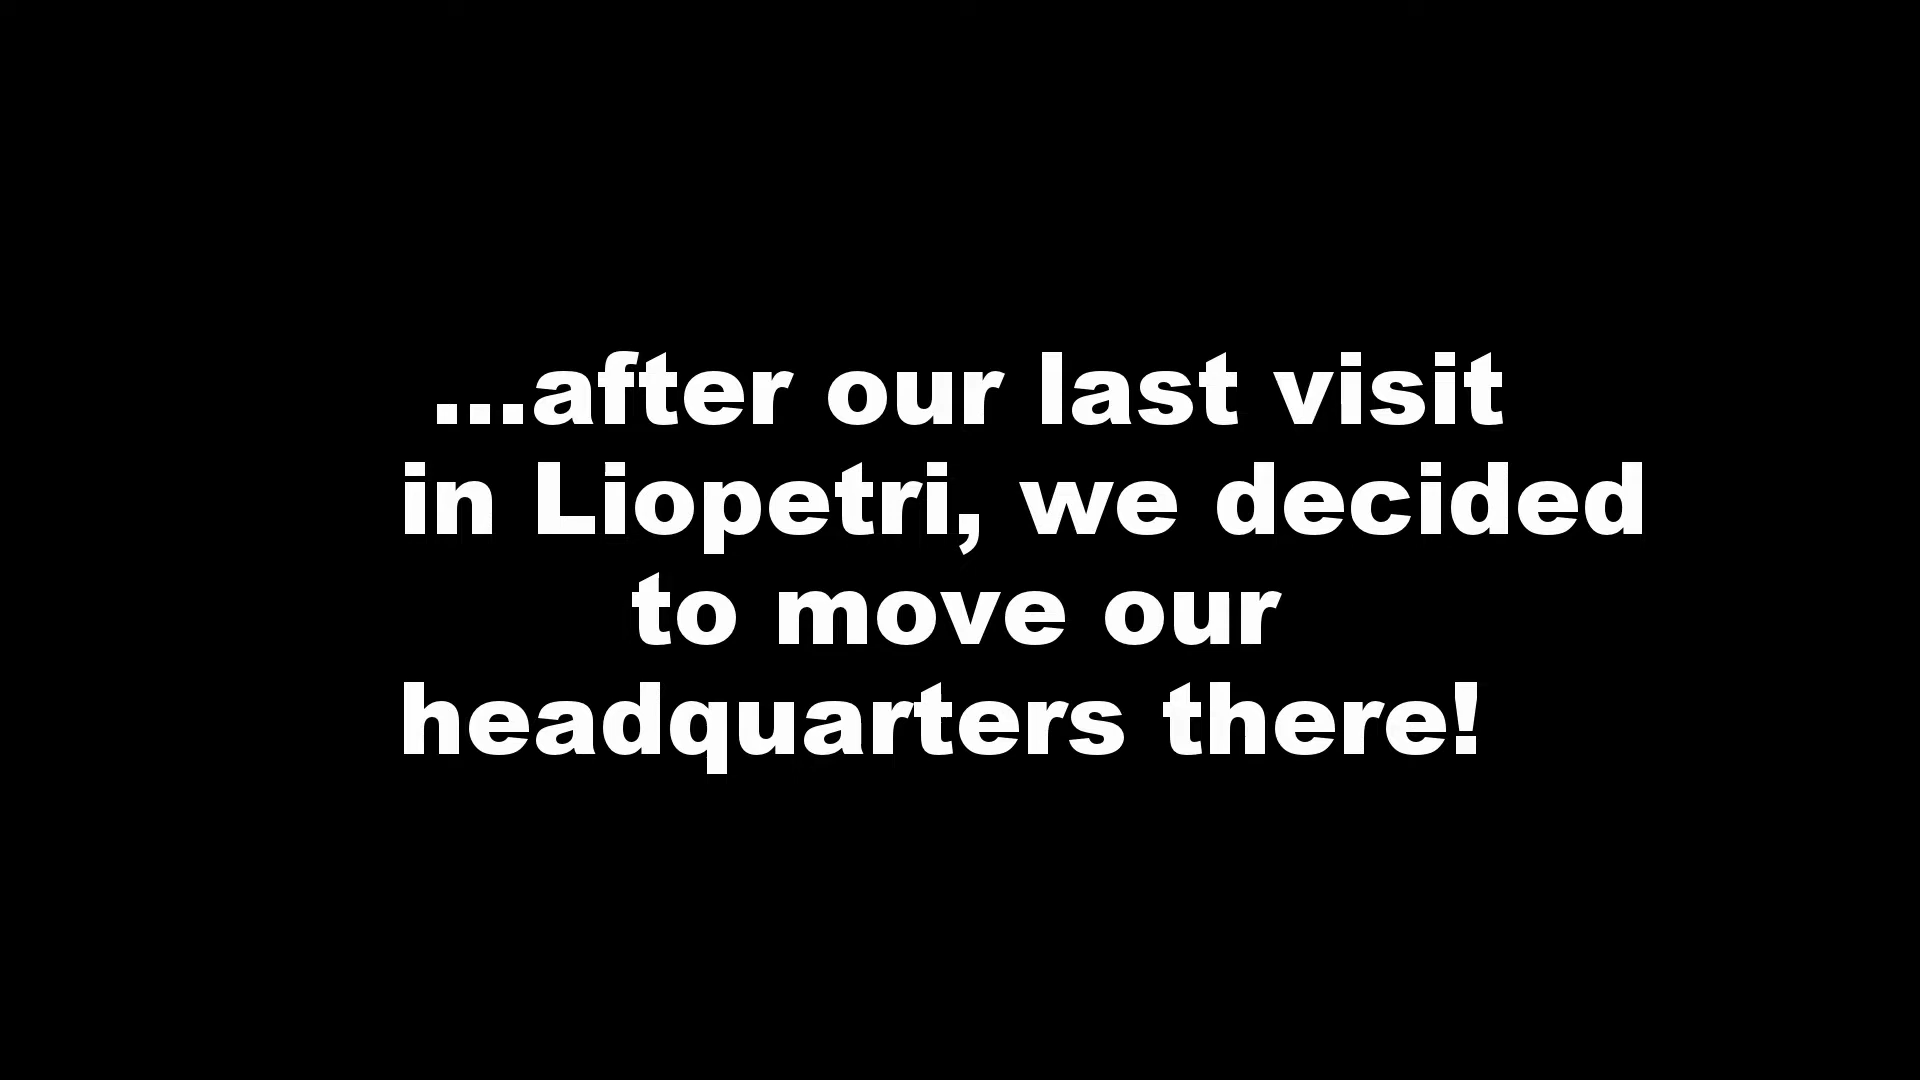 ...after our last visit
in Liopetri, we decided
to move our
headquarters there!